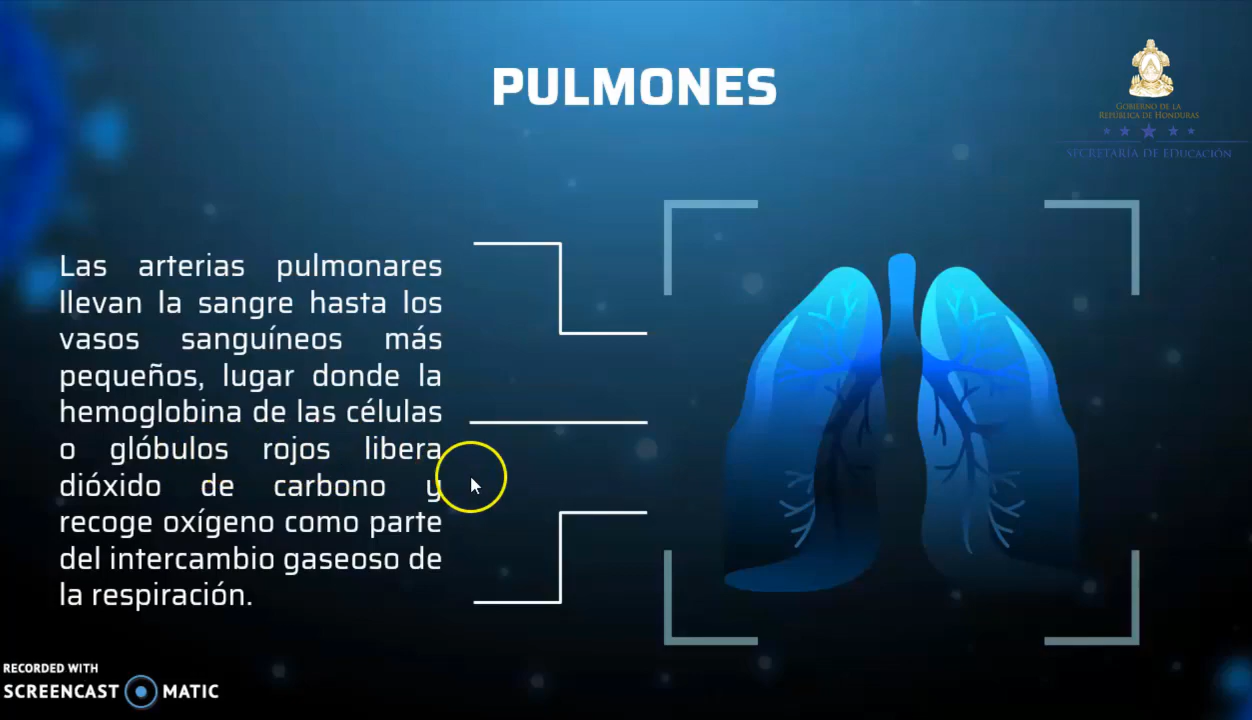 PULMONES
GOBIERNO DE LA
REPÚBLICA DE HONDURAS
SECRETARÍA DE EDUCACIÓN
Las arterias pulmonares
llevan la sangre hasta los
vasos sanguíneos más
pequeños, lugar donde la
hemoglobina de las células
o glóbulos rojos libera
dióxido de carbono y
recoge oxígeno como parte
del intercambio gaseoso de
la respiración.
RECORDED WITH
SCREENCAST MATIC